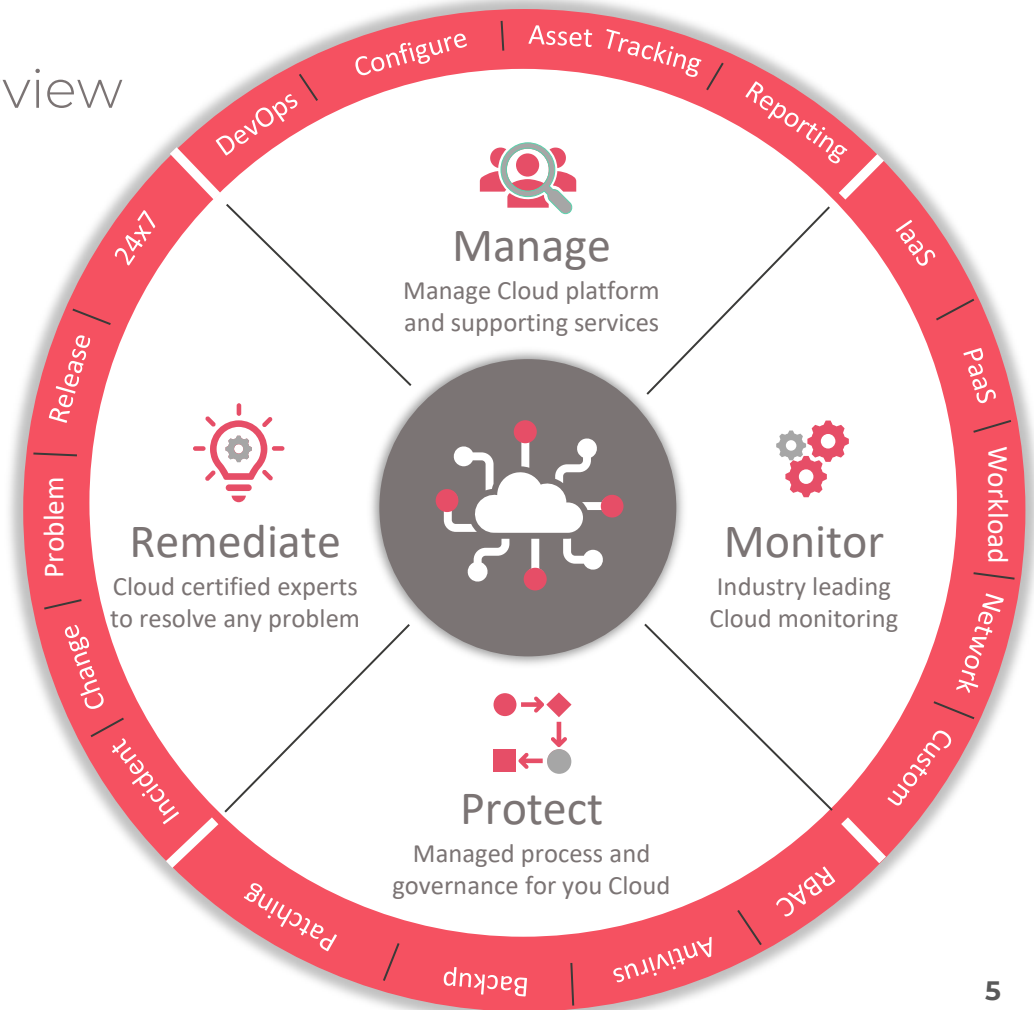 view
DevOps
Configure
Asset Tracking
Reporting
IaaS
PaaS
Workload
Network
Custom
RBAC
Antivirus
Backup
Patching
Incident
Change
Problem
Release
24x7
Manage
Manage Cloud platform
and supporting services
Monitor
Industry leading
Cloud monitoring
Protect
Managed process and
governance for you Cloud
Remediate
Cloud certified experts
to resolve any problem
5